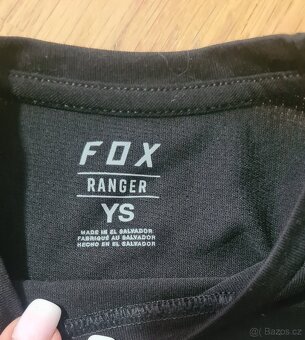 FOX
RANGER
YS
MADE IN EL SALVADOR
FABRIQUÉ AU SALVADOR
HECHO EN EL SALVADOR
Bazos.cz